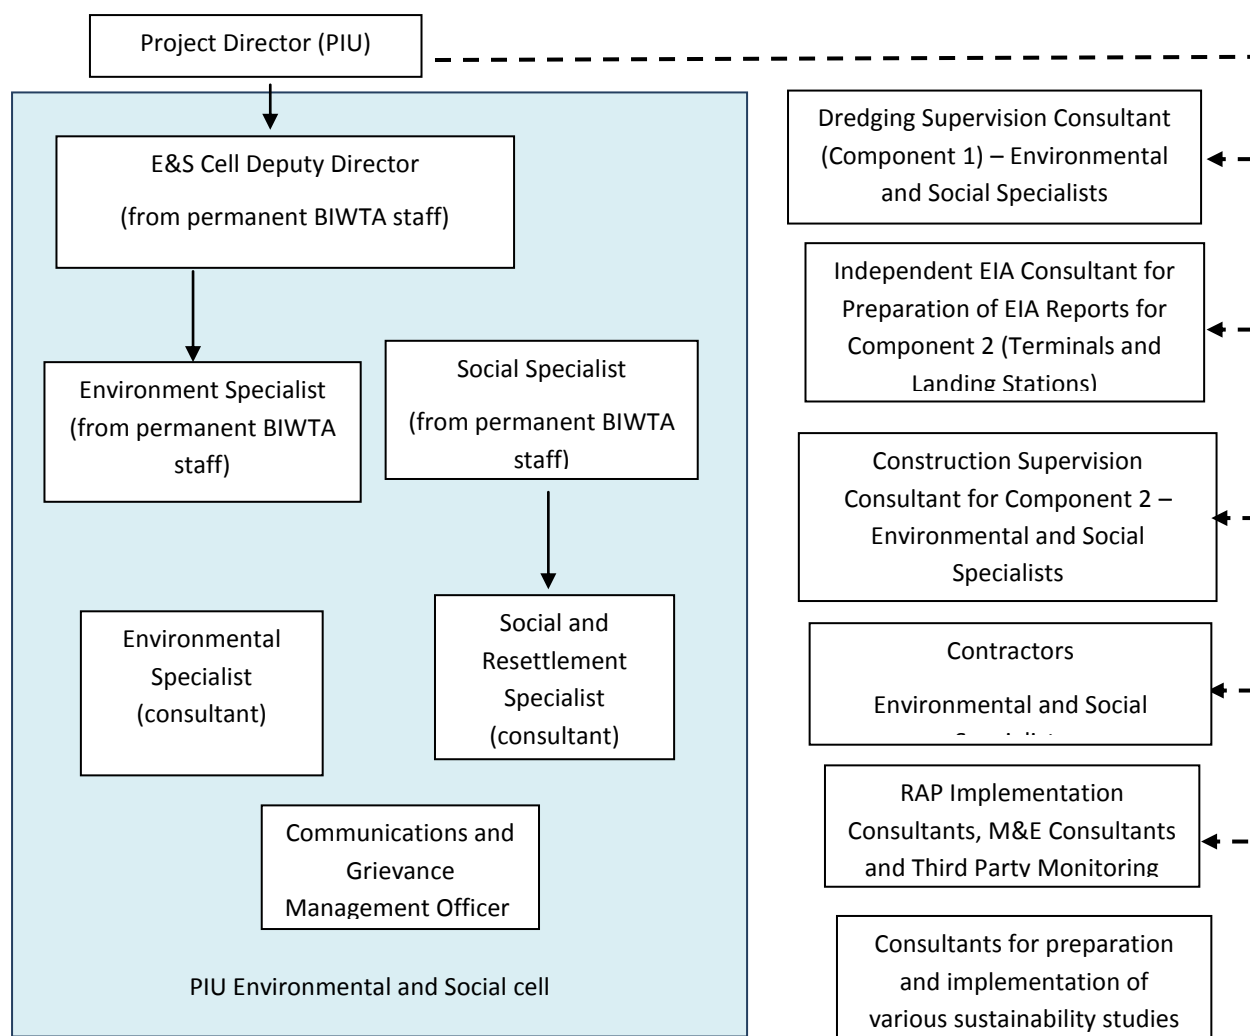 Project Director (PIU)
E&S Cell Deputy Director
(from permanent BIWTA staff)
Environment Specialist
(from permanent BIWTA
staff)
Social Specialist
(from permanent BIWTA
staff)
Environmental
Specialist
(consultant)
Social and
Resettlement
Specialist
(consultant)
Communications and
Grievance
Management Officer
PIU Environmental and Social cell
Dredging Supervision Consultant
(Component 1) – Environmental
and Social Specialists
Independent EIA Consultant for
Preparation of EIA Reports for
Component 2 (Terminals and
Landing Stations)
Construction Supervision
Consultant for Component 2 –
Environmental and Social
Specialists
Contractors
Environmental and Social
RAP Implementation
Consultants, M&E Consultants
and Third Party Monitoring
Consultants for preparation
and implementation of
various sustainability studies